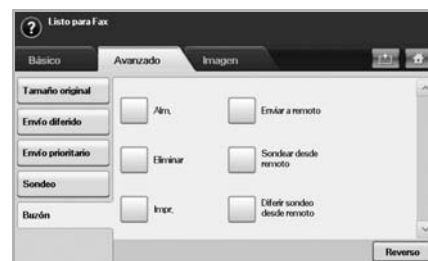 ? Listo para Fax
Básico
Avanzado
Imagen
Tamaño original
Envío diferido
Envío prioritario
Sondeo
Buzón
Alm.
Enviar a remoto
Eliminar
Sondear desde
remoto
Impr.
Diferir sondeo
desde remoto
Reverso